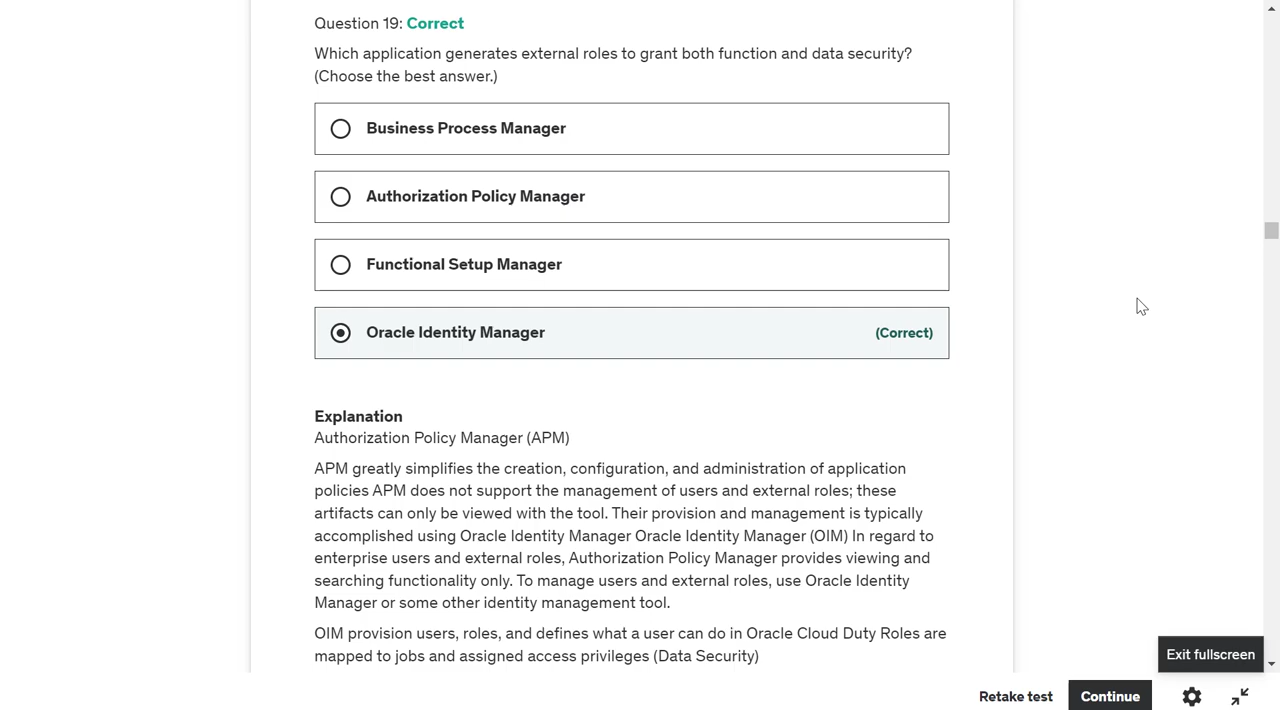 Question 19: Correct
Which application generates external roles to grant both function and data security?
(Choose the best answer.)
Business Process Manager
Authorization Policy Manager
Functional Setup Manager
Oracle Identity Manager (Correct)
Explanation
Authorization Policy Manager (APM)
APM greatly simplifies the creation, configuration, and administration of application
policies APM does not support the management of users and external roles; these
artifacts can only be viewed with the tool. Their provision and management is typically
accomplished using Oracle Identity Manager Oracle Identity Manager (OIM) In regard to
enterprise users and external roles, Authorization Policy Manager provides viewing and
searching functionality only. To manage users and external roles, use Oracle Identity
Manager or some other identity management tool.
OIM provision users, roles, and defines what a user can do in Oracle Cloud Duty Roles are
mapped to jobs and assigned access privileges (Data Security)
Exit fullscreen
Retake test Continue